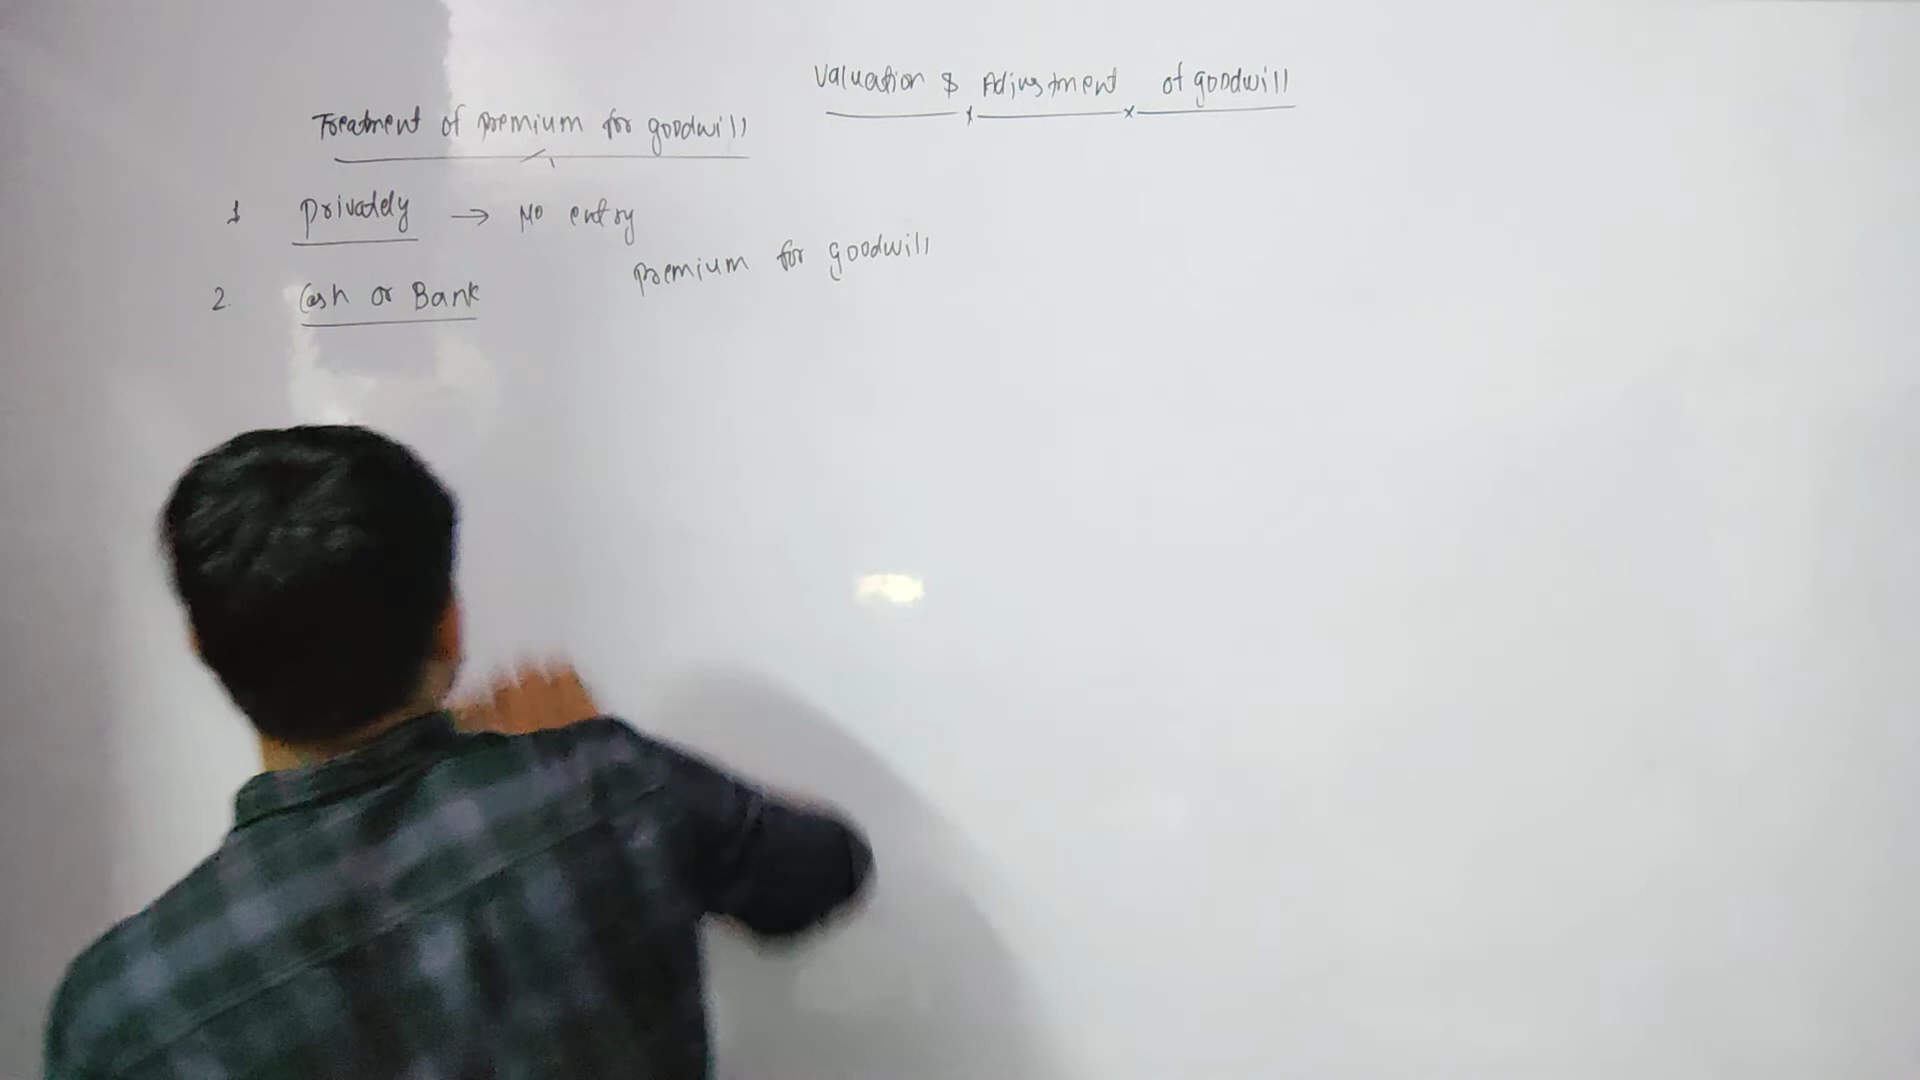 Valuation & Adjustment of goodwill
Treatment of premium for goodwill
1 privately → No entry
premium for goodwill
2. Cash or Bank